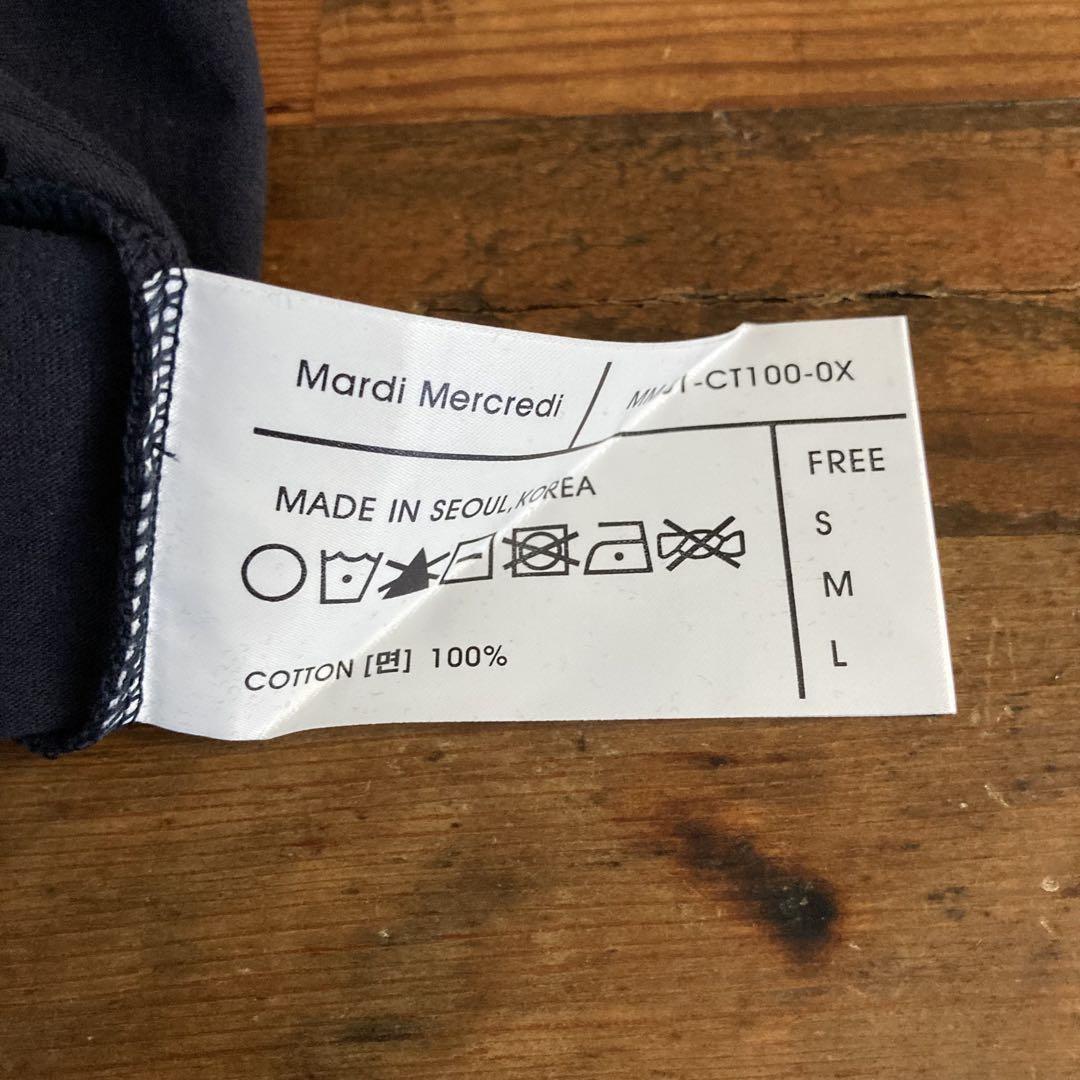 Mardi Mercredi / -CT100-0X
MADE IN SEOUL, KOREA
COTTON [면] 100%
FREE
S
M
L